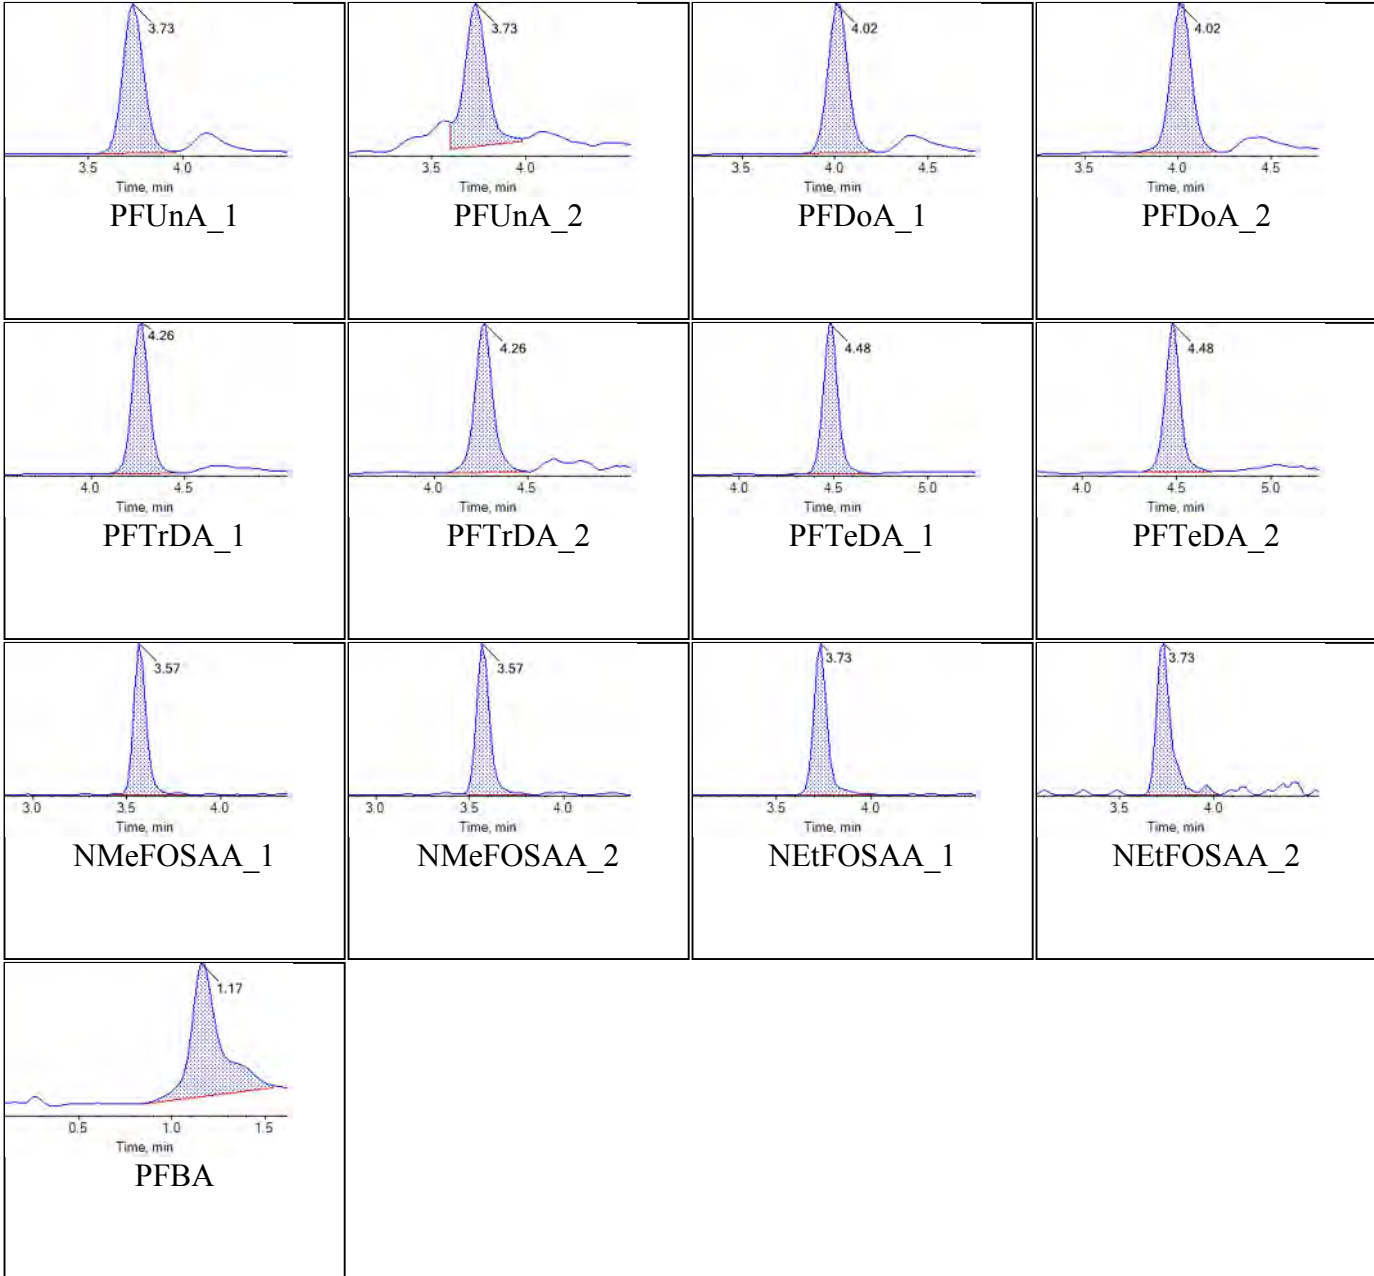 3.73
3.5 4.0
Time, min
PFUnA_1
3.73
3.5 4.0
Time, min
PFUnA_2
4.02
3.5 4.0 4.5
Time, min
PFDoA_1
4.02
3.5 4.0 4.5
Time, min
PFDoA_2
4.26
4.0 4.5
Time, min
PFTrDA_1
4.26
4.0 4.5
Time, min
PFTrDA_2
4.48
4.0 4.5 5.0
Time, min
PFTeDA_1
4.48
4.0 4.5 5.0
Time, min
PFTeDA_2
3.57
3.0 3.5 4.0
Time, min
NMeFOSAA_1
3.57
3.0 3.5 4.0
Time, min
NMeFOSAA_2
3.73
3.5 4.0
Time, min
NEtFOSAA_1
3.73
3.5 4.0
Time, min
NEtFOSAA_2
1.17
0.5 1.0 1.5
Time, min
PFBA